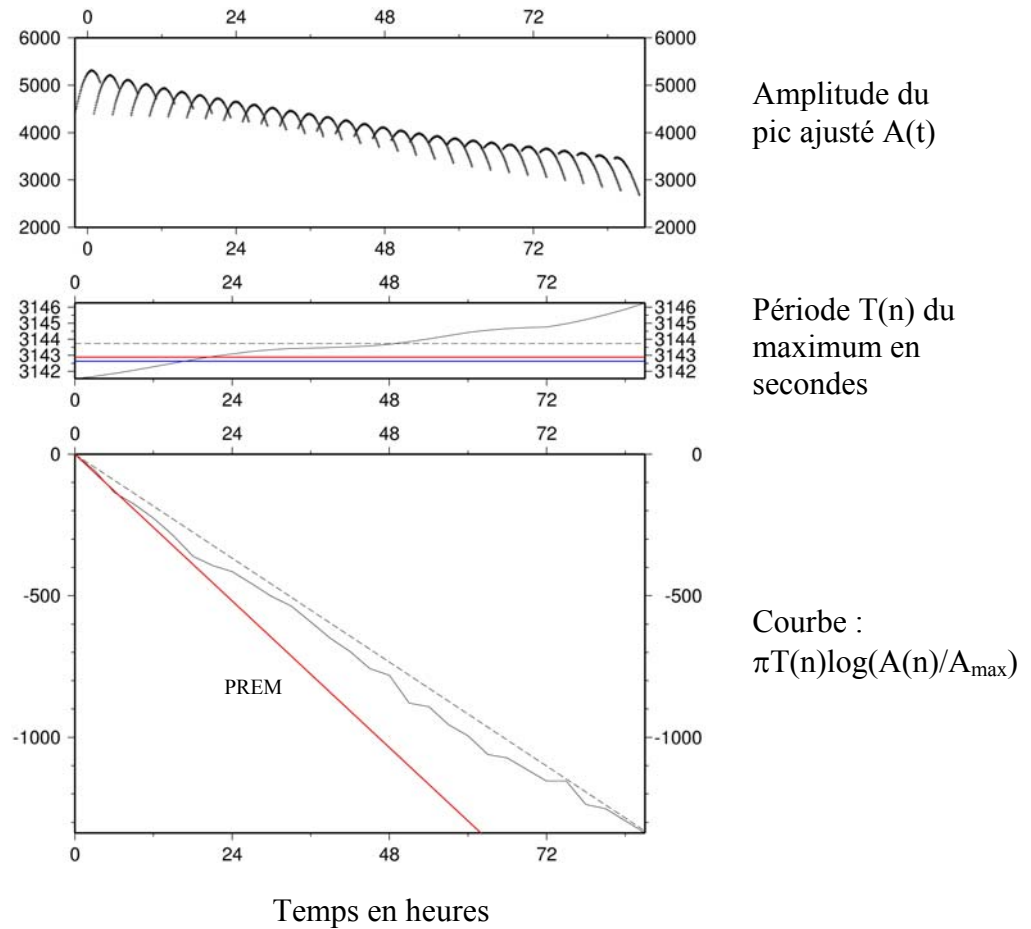 0 24 48 72
6000 6000
5000 5000
4000 4000
3000 3000
2000 2000
0 24 48 72
Amplitude du
pic ajusté A(t)
0 24 48 72
3146 3146
3145 3145
3144 3144
3143 3143
3142 3142
0 24 48 72
Période T(n) du
maximum en
secondes
0 24 48 72
0 0
-500 -500
-1000 -1000
PREM
0 24 48 72
Courbe :
πT(n)log(A(n)/Amax)
Temps en heures